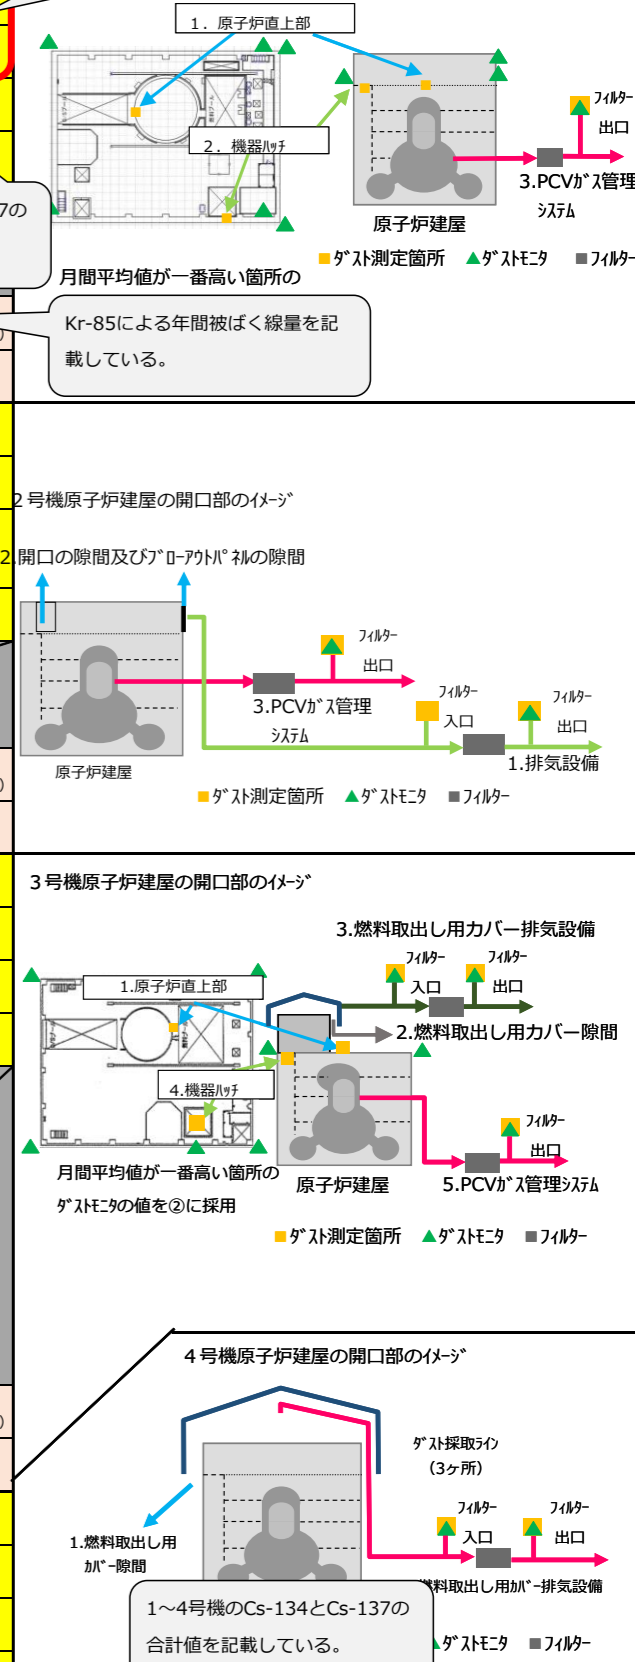 1. 原子炉直上部
2. 機器ハッチ
フィルター
出口
3.PCVガス管理
システム
7の
原子炉建屋
ダスト測定箇所 ダストモニタ フィルター
月間平均値が一番高い箇所の
Kr-85による年間被ばく線量を記
載している。
2号機原子炉建屋の開口部のイメージ
2.開口の隙間及びブローアウトパネルの隙間
フィルター
出口
3.PCVガス管理
システム
フィルター
入口
フィルター
出口
1.排気設備
原子炉建屋
ダスト測定箇所 ダストモニタ フィルター
3号機原子炉建屋の開口部のイメージ
3.燃料取出し用カバー排気設備
フィルター
入口
フィルター
出口
1.原子炉直上部
2.燃料取出し用カバー隙間
4.機器ハッチ
フィルター
出口
月間平均値が一番高い箇所の
ダストモニタの値を②に採用
原子炉建屋
5.PCVガス管理システム
ダスト測定箇所 ダストモニタ フィルター
4号機原子炉建屋の開口部のイメージ
ダスト採取ライン
(3ヶ所)
フィルター
入口
フィルター
出口
1.燃料取出し用
カバー隙間
燃料取出し用カバー排気設備
1～4号機のCs-134とCs-137の
合計値を記載している。
ダストモニタ フィルター